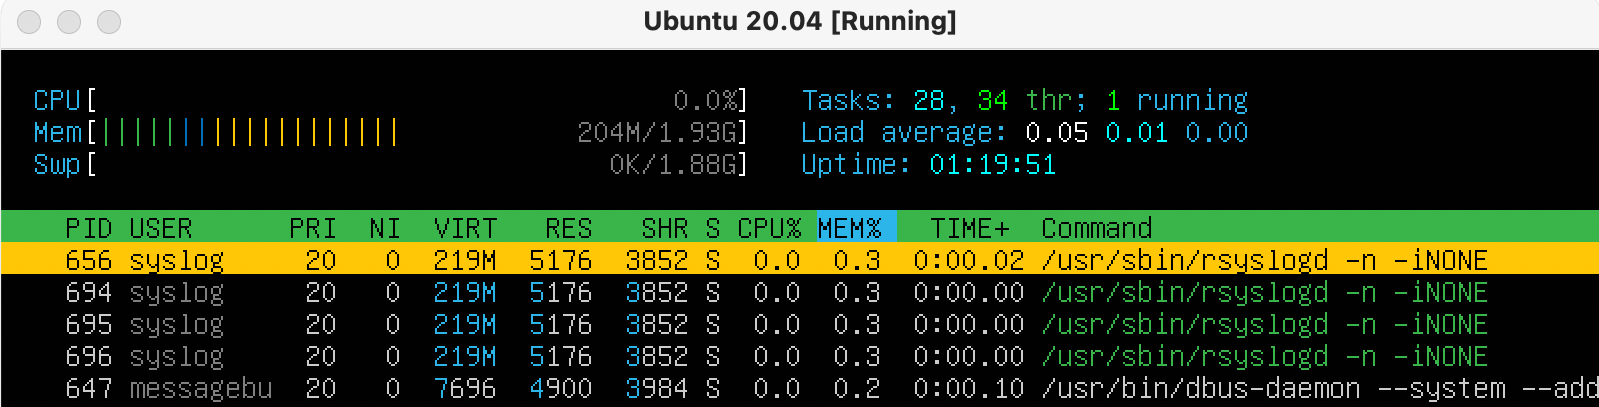 Ubuntu 20.04 [Running]
CPU[ 0.0%] Tasks: 28, 34 thr; 1 running
Mem[||||||||||||||||||| 204M/1.93G] Load average: 0.05 0.01 0.00
Swp[ 0K/1.88G] Uptime: 01:19:51
PID USER PRI NI VIRT RES SHR S CPU% MEM% TIME+ Command
656 syslog 20 0 219M 5176 3852 S 0.0 0.3 0:00.02 /usr/sbin/rsyslogd -n -iNONE
694 syslog 20 0 219M 5176 3852 S 0.0 0.3 0:00.00 /usr/sbin/rsyslogd -n -iNONE
695 syslog 20 0 219M 5176 3852 S 0.0 0.3 0:00.00 /usr/sbin/rsyslogd -n -iNONE
696 syslog 20 0 219M 5176 3852 S 0.0 0.3 0:00.00 /usr/sbin/rsyslogd -n -iNONE
647 messagebu 20 0 7696 4900 3984 S 0.0 0.2 0:00.10 /usr/bin/dbus-daemon --system --add